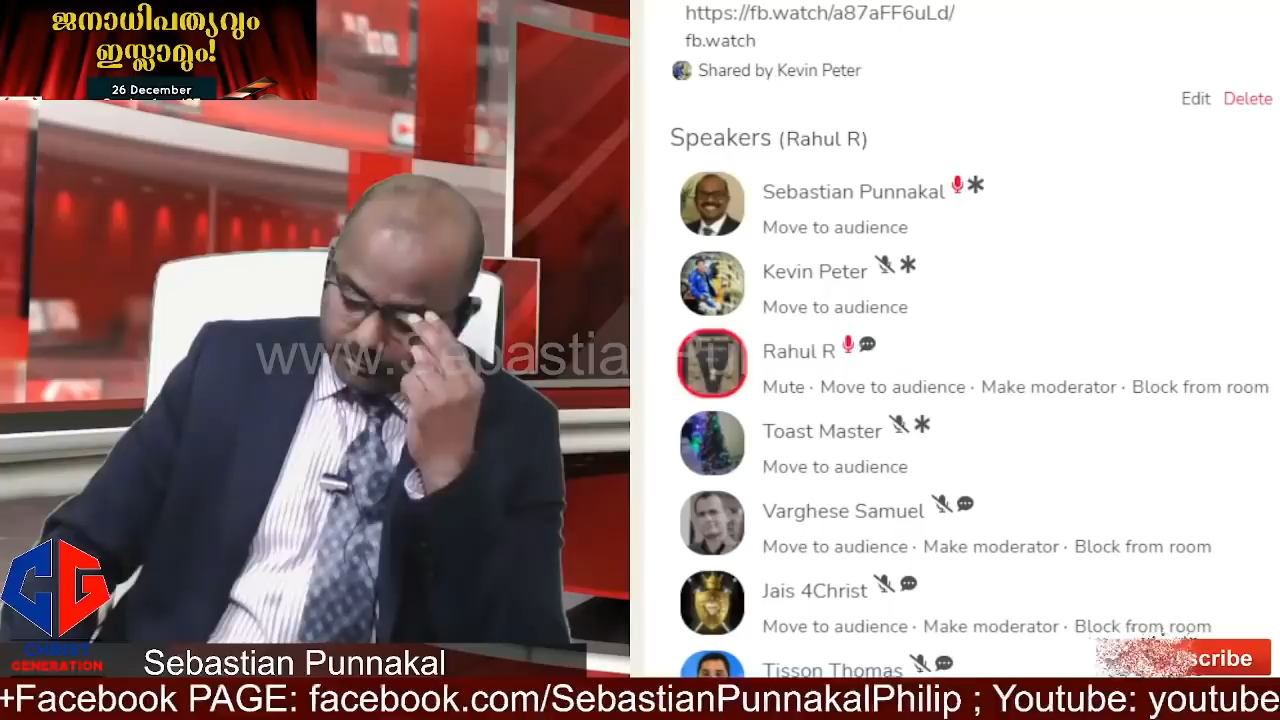 ജനാധിപത്യവും
ഇസ്ലാമും!
26 December
https://fb.watch/a87aFF6uLd/
fb.watch
Shared by Kevin Peter
Edit Delete
Speakers (Rahul R)
Sebastian Punnakal
Move to audience
Kevin Peter
Move to audience
Rahul R
Mute · Move to audience · Make moderator · Block from room
Toast Master
Move to audience
Varghese Samuel
Move to audience · Make moderator · Block from room
Jais 4Christ
Move to audience · Make moderator · Block from room
Tisson Thomas
www.Sebastia
CHRIST
GENERATION
Sebastian Punnakal
scribe
+Facebook PAGE: facebook.com/SebastianPunnakalPhilip ; Youtube: youtube